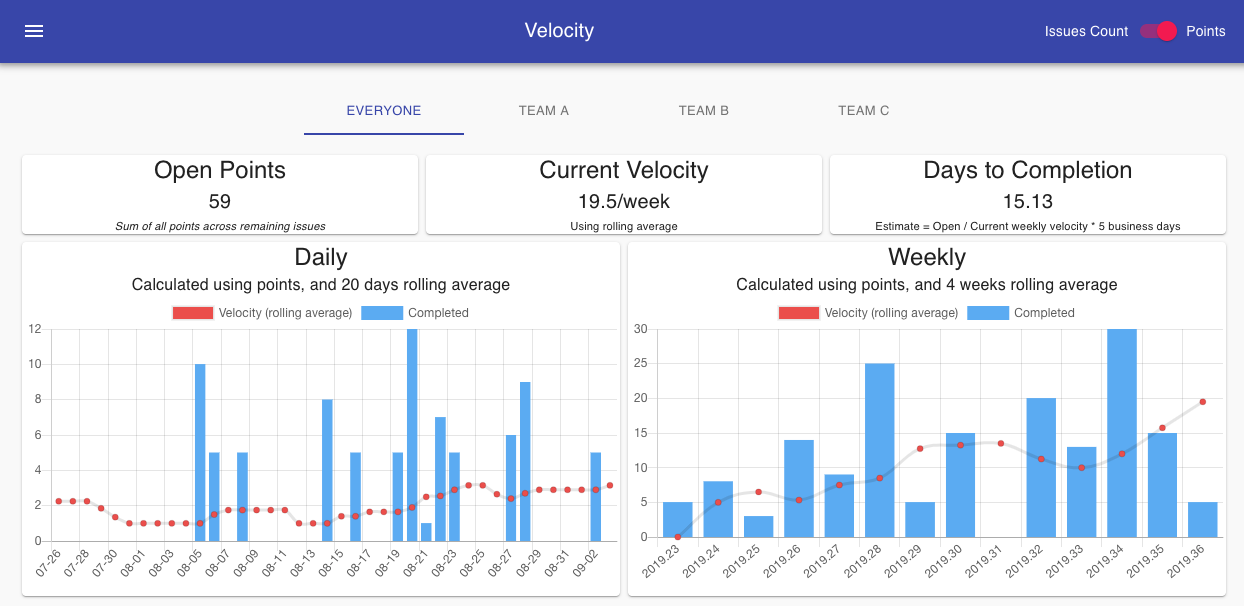 Velocity
Issues Count Points
EVERYONE TEAM A TEAM B TEAM C
Open Points
59
Sum of all points across remaining issues
Current Velocity
19.5/week
Using rolling average
Days to Completion
15.13
Estimate = Open / Current weekly velocity * 5 business days
Daily
Calculated using points, and 20 days rolling average
Velocity (rolling average) Completed
12
10
8
6
4
2
0
07-26 07-28 07-30 08-01 08-03 08-05 08-07 08-09 08-11 08-13 08-15 08-17 08-19 08-21 08-23 08-25 08-27 08-29 08-31 09-02
Weekly
Calculated using points, and 4 weeks rolling average
Velocity (rolling average) Completed
30
25
20
15
10
5
0
2019.23 2019.24 2019.25 2019.26 2019.27 2019.28 2019.29 2019.30 2019.31 2019.32 2019.33 2019.34 2019.35 2019.36